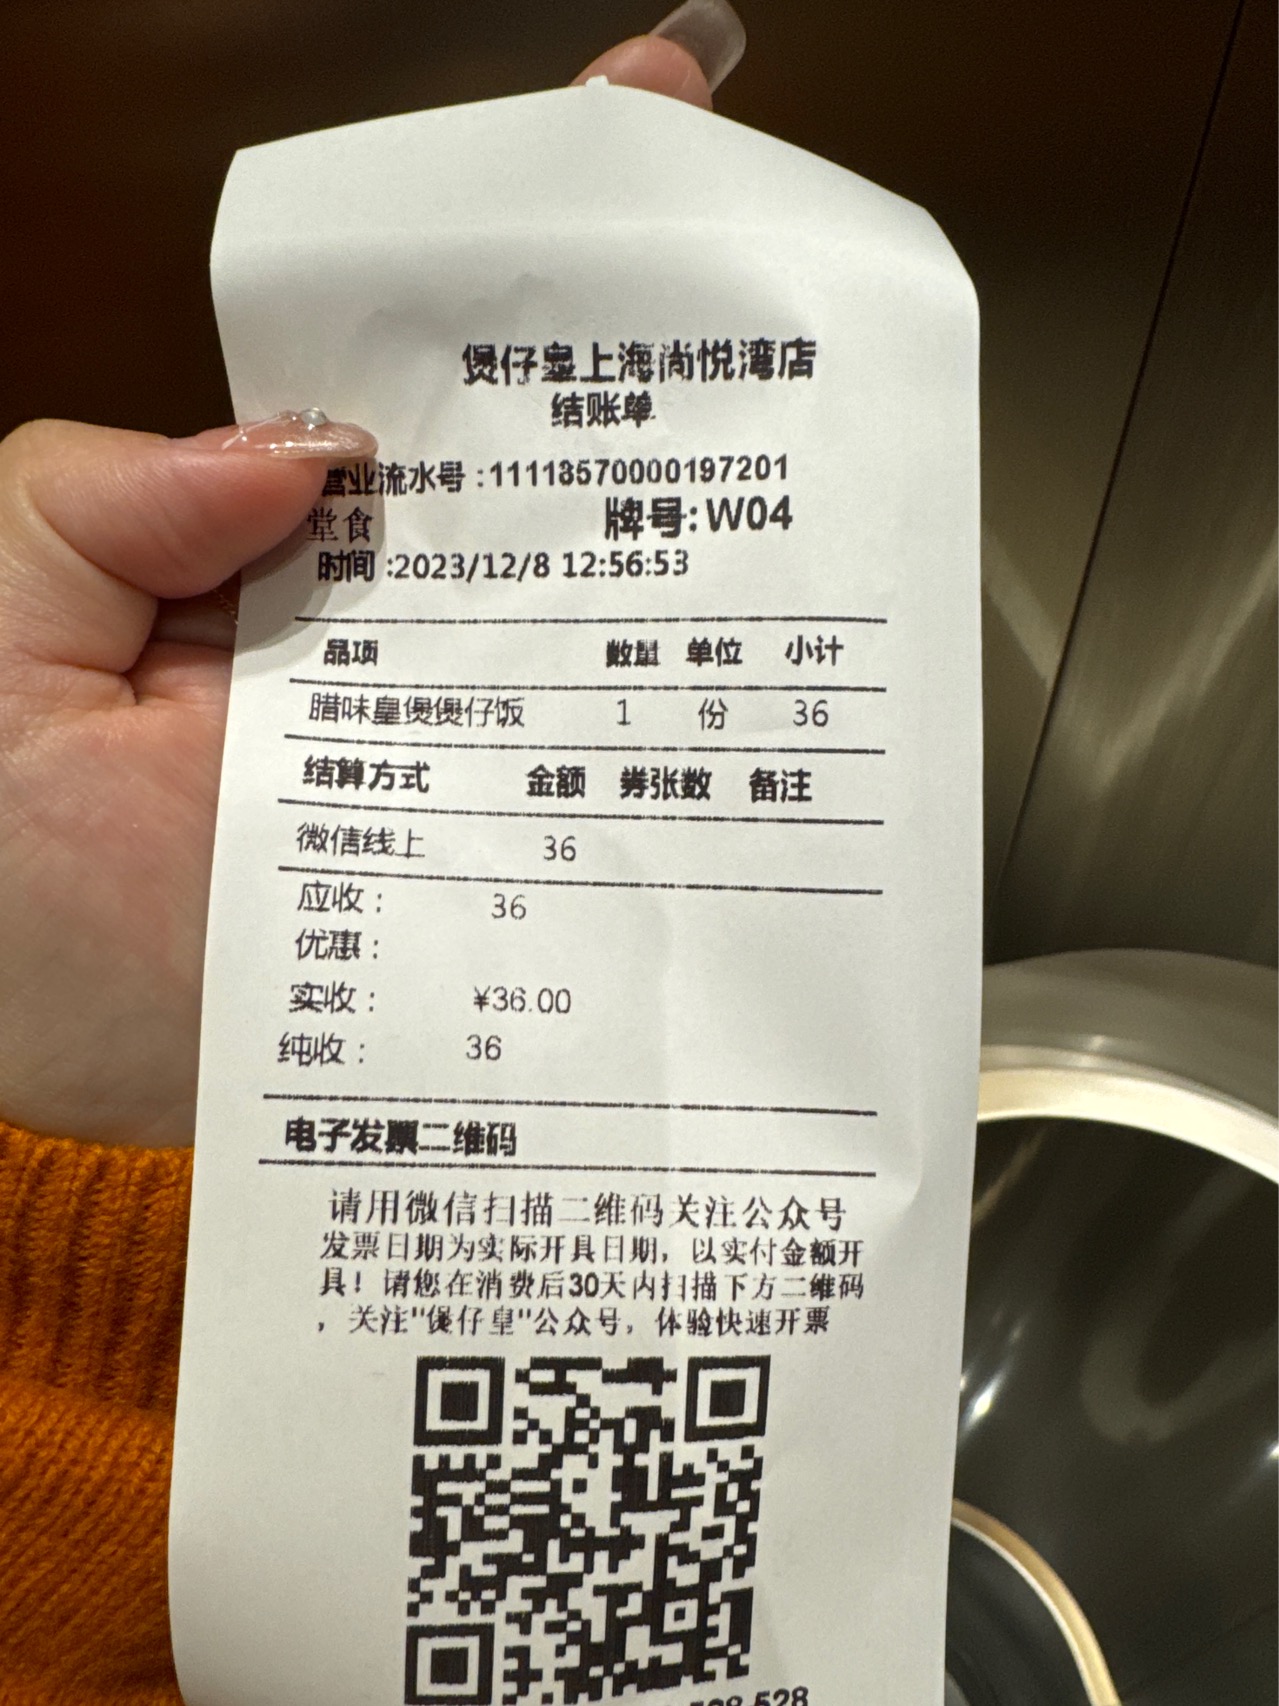 煲仔皇上海尚悦湾店
结账单
营业流水号:11118570000197201
堂食 牌号:W04
时间:2023/12/8 12:56:53
品项 数量 单位 小计
腊味皇煲煲仔饭 1 份 36
结算方式 金额 券张数 备注
微信线上 36
应收: 36
优惠:
实收: ¥36.00
纯收: 36
电子发票二维码
请用微信扫描二维码关注公众号
发票日期为实际开具日期，以实付金额开
具！请您在消费后30天内扫描下方二维码
，关注"煲仔皇"公众号，体验快速开票